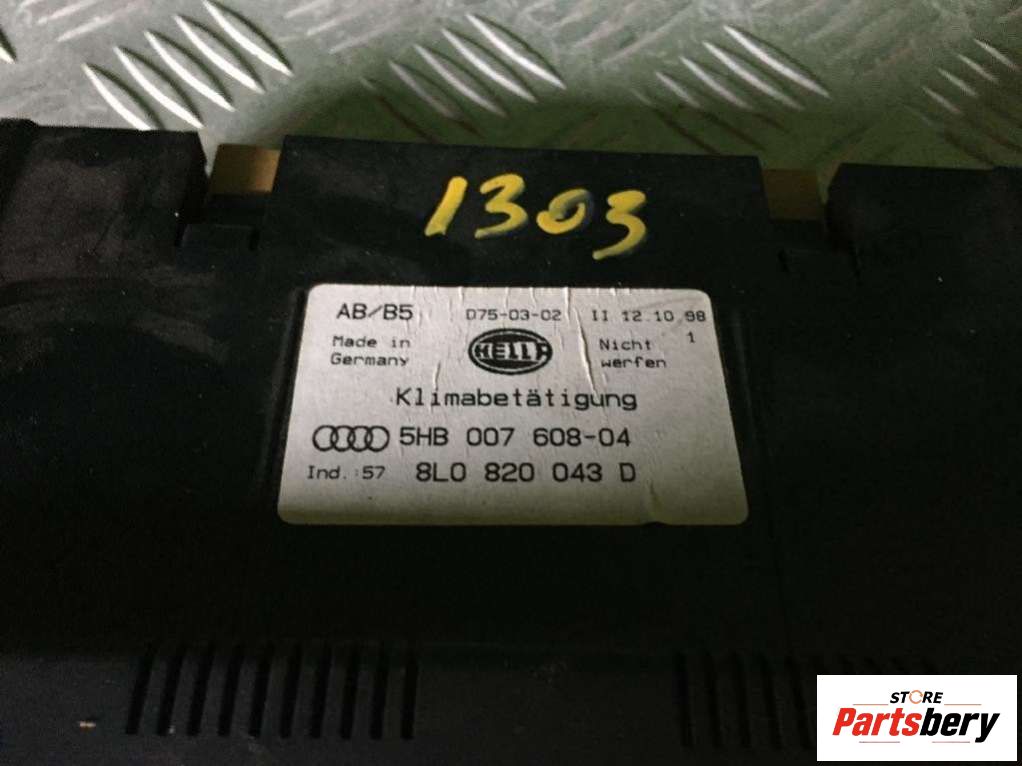 1303
AB/B5 D75-03-02 II 12.10.98
Made in Germany
HELLA
Nicht werfen
1
Klimabetätigung
5HB 007 608-04
Ind.:57 8L0 820 043 D
STORE
Partsbery